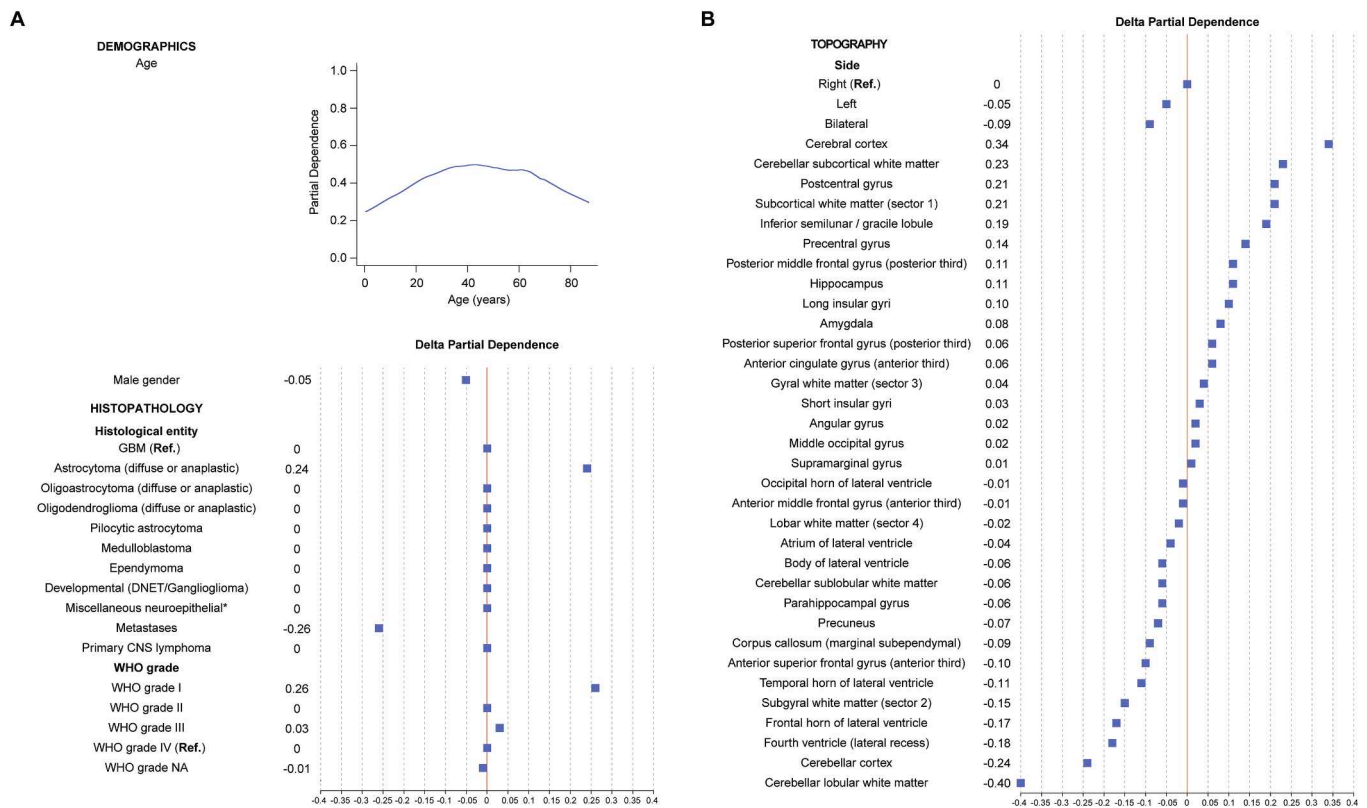 A
DEMOGRAPHICS
Age
Partial Dependence
1.0
0.8
0.6
0.4
0.2
0.0
0 20 40 60 80
Age (years)
Delta Partial Dependence
Male gender -0.05
HISTOPATHOLOGY
Histological entity
GBM (Ref.) 0
Astrocytoma (diffuse or anaplastic) 0.24
Oligoastrocytoma (diffuse or anaplastic) 0
Oligodendroglioma (diffuse or anaplastic) 0
Pilocytic astrocytoma 0
Medulloblastoma 0
Ependymoma 0
Developmental (DNET/Ganglioglioma) 0
Miscellaneous neuroepithelial* 0
Metastases -0.26
Primary CNS lymphoma 0
WHO grade
WHO grade I 0.26
WHO grade II 0
WHO grade III 0.03
WHO grade IV (Ref.) 0
WHO grade NA -0.01
-0.4 -0.35 -0.3 -0.25 -0.2 -0.15 -0.1 -0.05 0 0.05 0.1 0.15 0.2 0.25 0.3 0.35 0.4
B
Delta Partial Dependence
TOPOGRAPHY
Side
Right (Ref.) 0
Left -0.05
Bilateral -0.09
Cerebral cortex 0.34
Cerebellar subcortical white matter 0.23
Postcentral gyrus 0.21
Subcortical white matter (sector 1) 0.21
Inferior semilunar / gracile lobule 0.19
Precentral gyrus 0.14
Posterior middle frontal gyrus (posterior third) 0.11
Hippocampus 0.11
Long insular gyri 0.10
Amygdala 0.08
Posterior superior frontal gyrus (posterior third) 0.06
Anterior cingulate gyrus (anterior third) 0.06
Gyral white matter (sector 3) 0.04
Short insular gyri 0.03
Angular gyrus 0.02
Middle occipital gyrus 0.02
Supramarginal gyrus 0.01
Occipital horn of lateral ventricle -0.01
Anterior middle frontal gyrus (anterior third) -0.01
Lobar white matter (sector 4) -0.02
Atrium of lateral ventricle -0.04
Body of lateral ventricle -0.06
Cerebellar sublobular white matter -0.06
Parahippocampal gyrus -0.06
Precuneus -0.07
Corpus callosum (marginal subependymal) -0.09
Anterior superior frontal gyrus (anterior third) -0.10
Temporal horn of lateral ventricle -0.11
Subgyral white matter (sector 2) -0.15
Frontal horn of lateral ventricle -0.17
Fourth ventricle (lateral recess) -0.18
Cerebellar cortex -0.24
Cerebellar lobular white matter -0.40
-0.4 -0.35 -0.3 -0.25 -0.2 -0.15 -0.1 -0.05 0 0.05 0.1 0.15 0.2 0.25 0.3 0.35 0.4